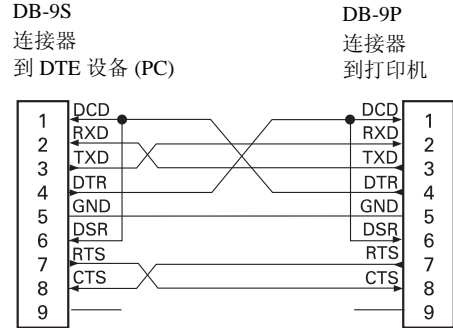 DB-9S
连接器
到 DTE 设备 (PC)
DB-9P
连接器
到打印机
1 DCD DCD 1
2 RXD RXD 2
3 TXD TXD 3
4 DTR DTR 4
5 GND GND 5
6 DSR DSR 6
7 RTS RTS 7
8 CTS CTS 8
9 9